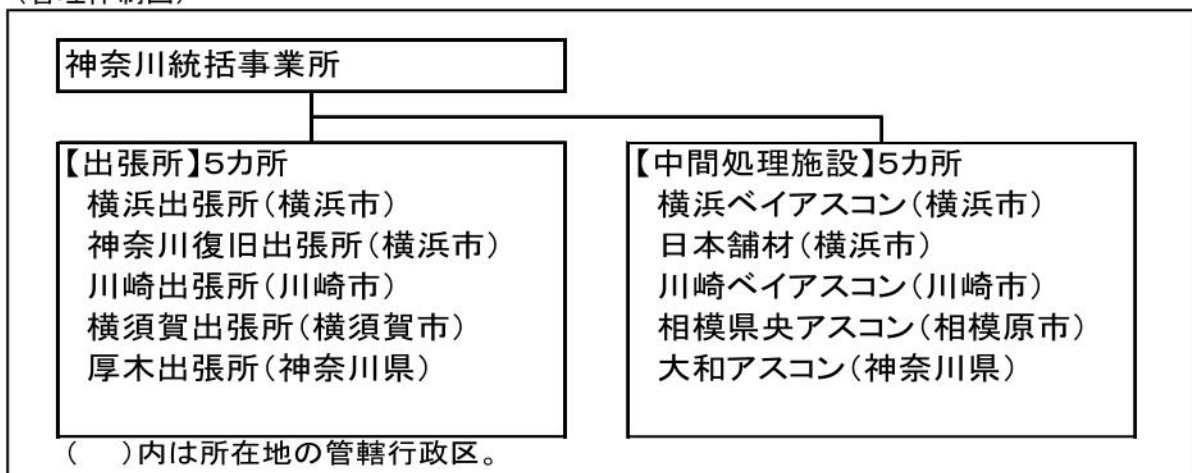 神奈川統括事業所
【出張所】5カ所
横浜出張所(横浜市)
神奈川復旧出張所(横浜市)
川崎出張所(川崎市)
横須賀出張所(横須賀市)
厚木出張所(神奈川県)
【中間処理施設】5カ所
横浜ベイアスコン(横浜市)
日本舗材(横浜市)
川崎ベイアスコン(川崎市)
相模県央アスコン(相模原市)
大和アスコン(神奈川県)
(　)内は所在地の管轄行政区。